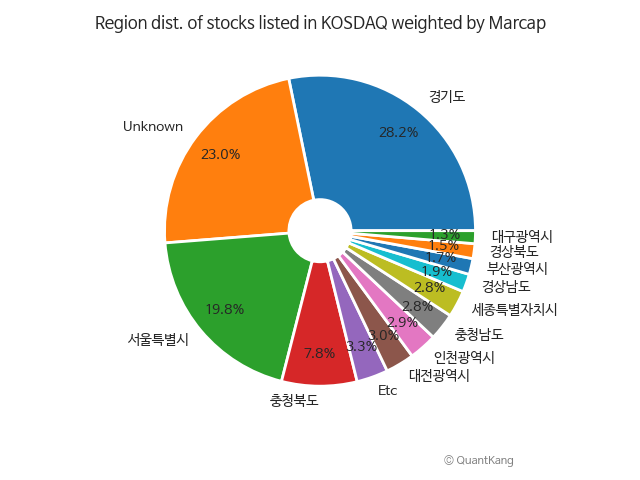 Region dist. of stocks listed in KOSDAQ weighted by Marcap
경기도
28.2%
Unknown
23.0%
서울특별시
19.8%
충청북도
7.8%
Etc
3.3%
대전광역시
3.0%
인천광역시
2.9%
충청남도
2.8%
세종특별자치시
2.8%
경상남도
1.9%
부산광역시
1.7%
경상북도
1.5%
대구광역시
1.3%
© QuantKang